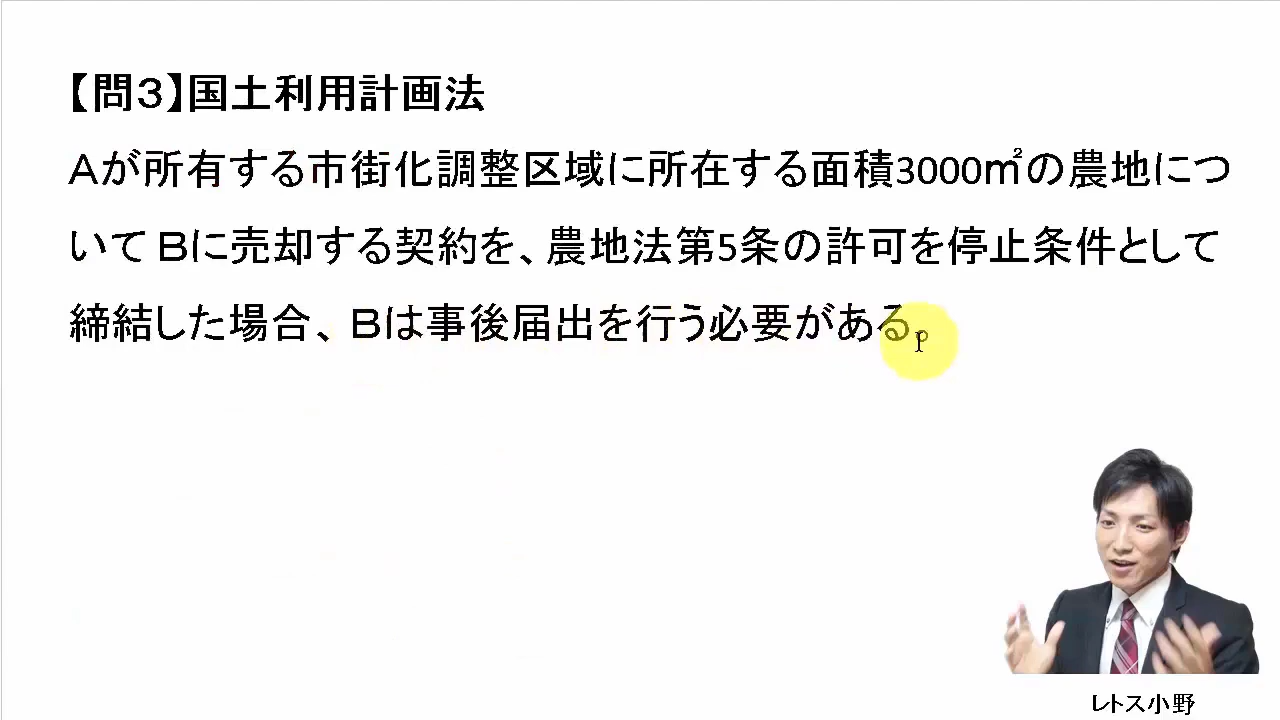 【問３】国土利用計画法
Ａが所有する市街化調整区域に所在する面積3000㎡の農地につ
いてＢに売却する契約を、農地法第5条の許可を停止条件として
締結した場合、Ｂは事後届出を行う必要がある。
レトス小野